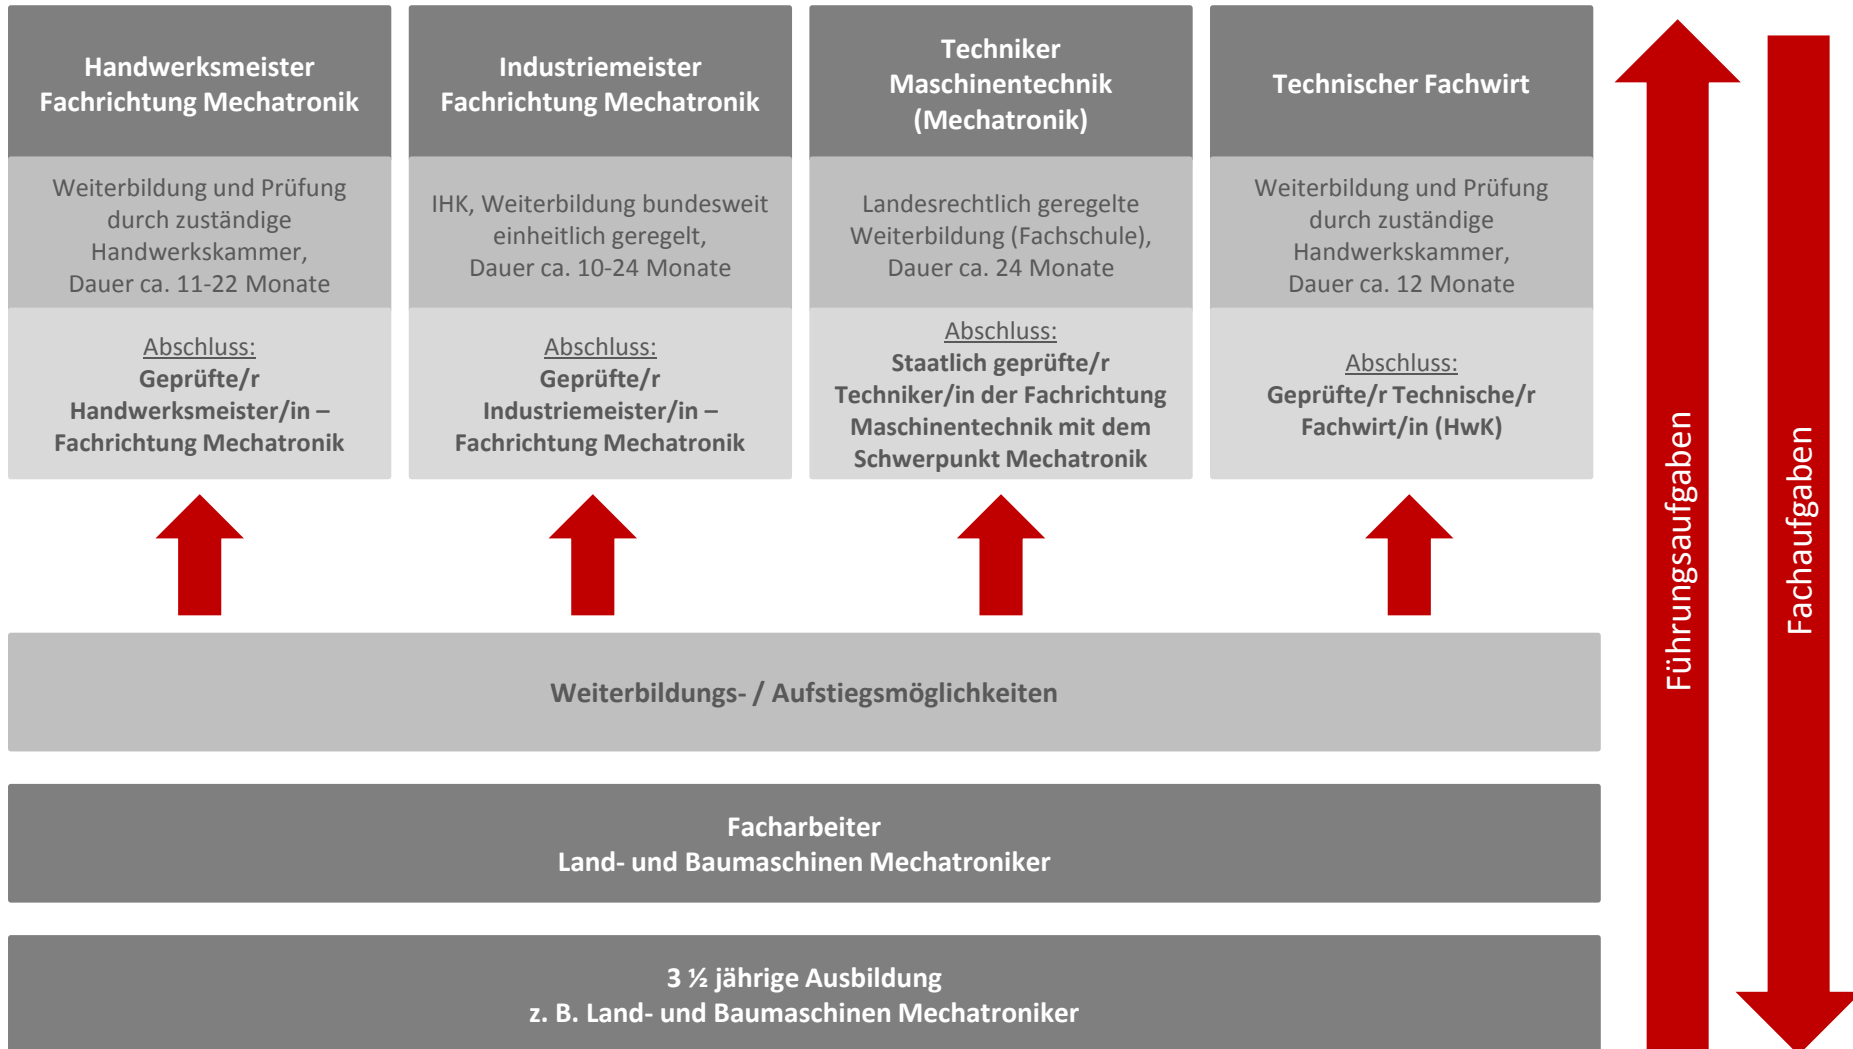 Handwerksmeister
Fachrichtung Mechatronik
Weiterbildung und Prüfung
durch zuständige
Handwerkskammer,
Dauer ca. 11-22 Monate
Abschluss:
Geprüfte/r
Handwerksmeister/in –
Fachrichtung Mechatronik
Industriemeister
Fachrichtung Mechatronik
IHK, Weiterbildung bundesweit
einheitlich geregelt,
Dauer ca. 10-24 Monate
Abschluss:
Geprüfte/r
Industriemeister/in –
Fachrichtung Mechatronik
Techniker
Maschinentechnik
(Mechatronik)
Landesrechtlich geregelte
Weiterbildung (Fachschule),
Dauer ca. 24 Monate
Abschluss:
Staatlich geprüfte/r
Techniker/in der Fachrichtung
Maschinentechnik mit dem
Schwerpunkt Mechatronik
Technischer Fachwirt
Weiterbildung und Prüfung
durch zuständige
Handwerkskammer,
Dauer ca. 12 Monate
Abschluss:
Geprüfte/r Technische/r
Fachwirt/in (HwK)
Weiterbildungs- / Aufstiegsmöglichkeiten
Facharbeiter
Land- und Baumaschinen Mechatroniker
3 ½ jährige Ausbildung
z. B. Land- und Baumaschinen Mechatroniker
Führungsaufgaben
Fachaufgaben